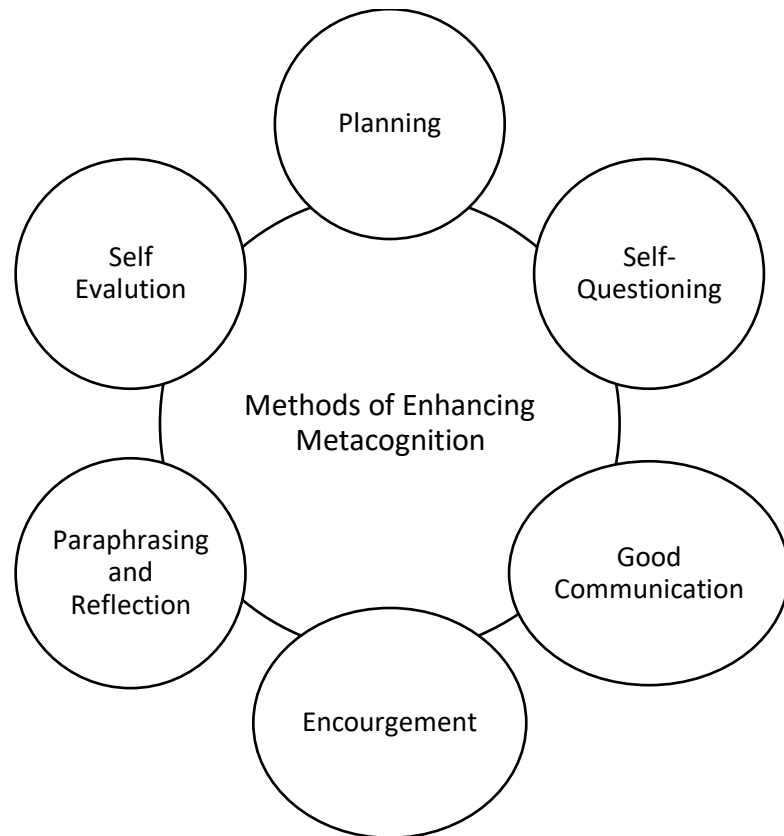 Planning
Self-
Questioning
Good
Communication
Encourgement
Paraphrasing
and
Reflection
Self
Evalution
Methods of Enhancing
Metacognition